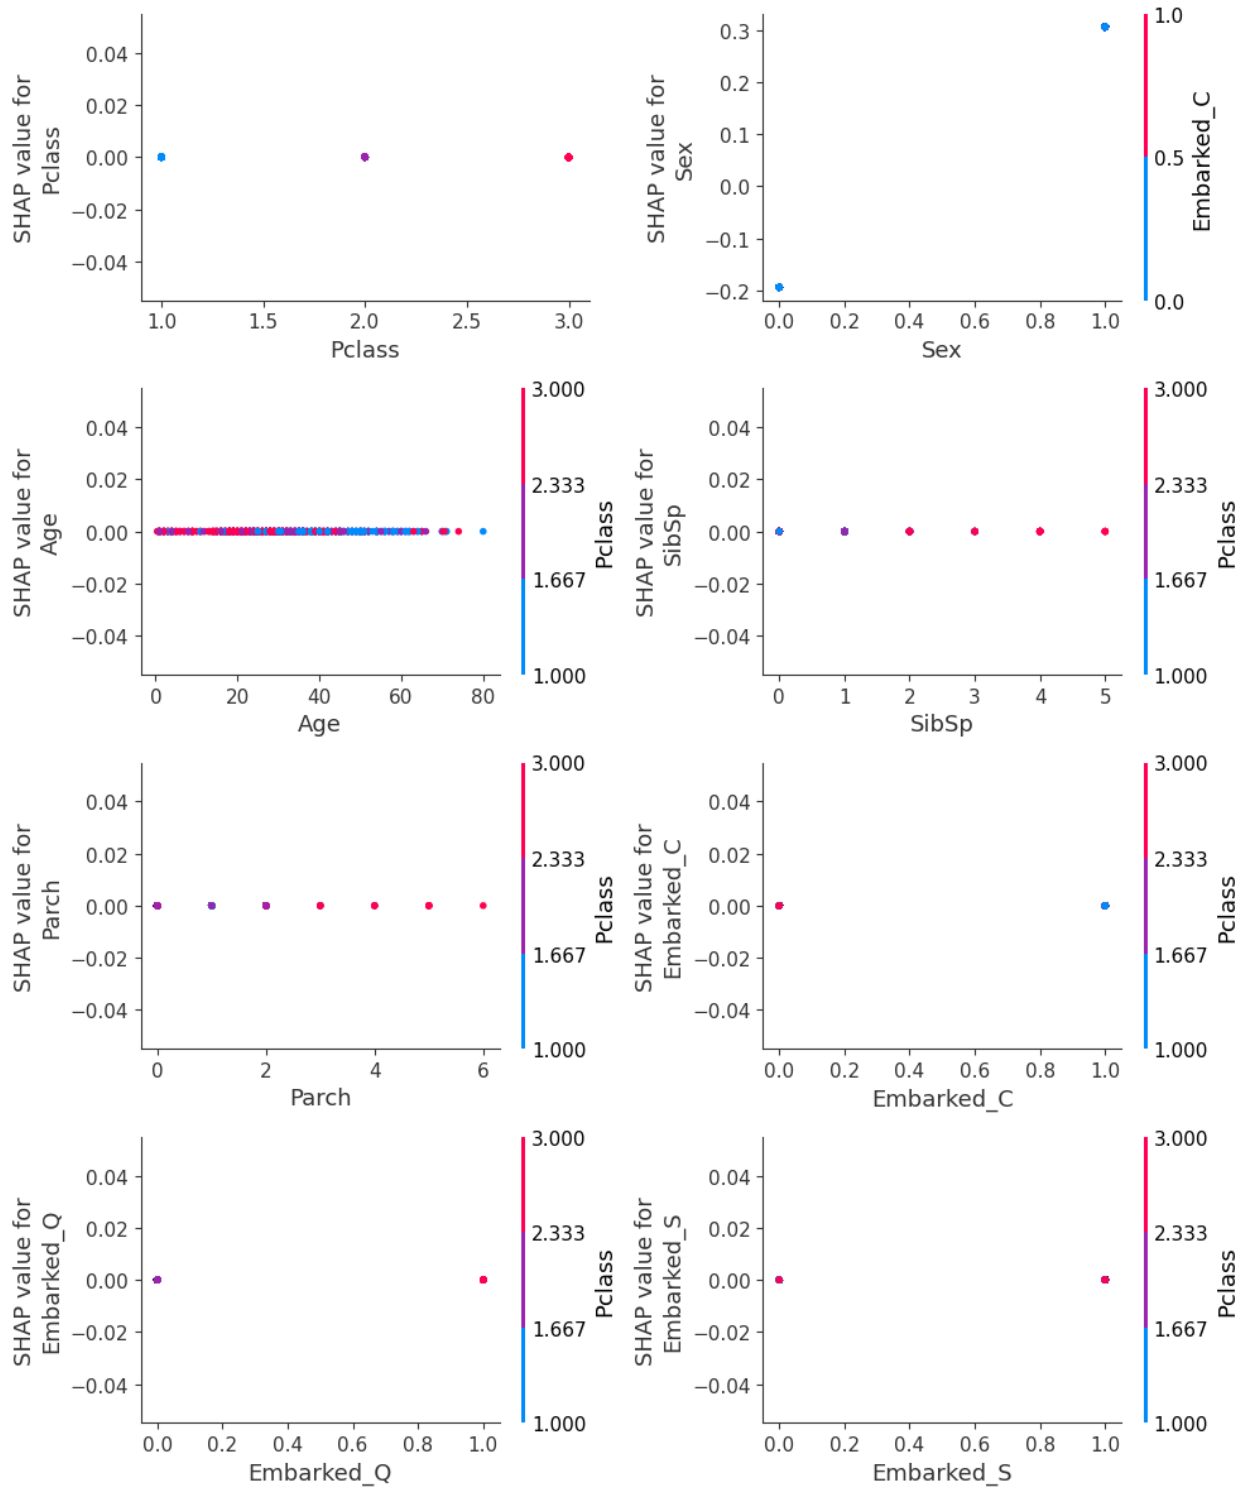 SHAP value for
Pclass
0.04
0.02
0.00
−0.02
−0.04
1.0 1.5 2.0 2.5 3.0
Pclass
SHAP value for
Sex
0.3
0.2
0.1
0.0
−0.1
−0.2
0.0 0.2 0.4 0.6 0.8 1.0
Sex
1.0
0.5
0.0
Embarked_C
SHAP value for
Age
0.04
0.02
0.00
−0.02
−0.04
0 20 40 60 80
Age
3.000
2.333
1.667
1.000
Pclass
SHAP value for
SibSp
0.04
0.02
0.00
−0.02
−0.04
0 1 2 3 4 5
SibSp
3.000
2.333
1.667
1.000
Pclass
SHAP value for
Parch
0.04
0.02
0.00
−0.02
−0.04
0 2 4 6
Parch
3.000
2.333
1.667
1.000
Pclass
SHAP value for
Embarked_C
0.04
0.02
0.00
−0.02
−0.04
0.0 0.2 0.4 0.6 0.8 1.0
Embarked_C
3.000
2.333
1.667
1.000
Pclass
SHAP value for
Embarked_Q
0.04
0.02
0.00
−0.02
−0.04
0.0 0.2 0.4 0.6 0.8 1.0
Embarked_Q
3.000
2.333
1.667
1.000
Pclass
SHAP value for
Embarked_S
0.04
0.02
0.00
−0.02
−0.04
0.0 0.2 0.4 0.6 0.8 1.0
Embarked_S
3.000
2.333
1.667
1.000
Pclass